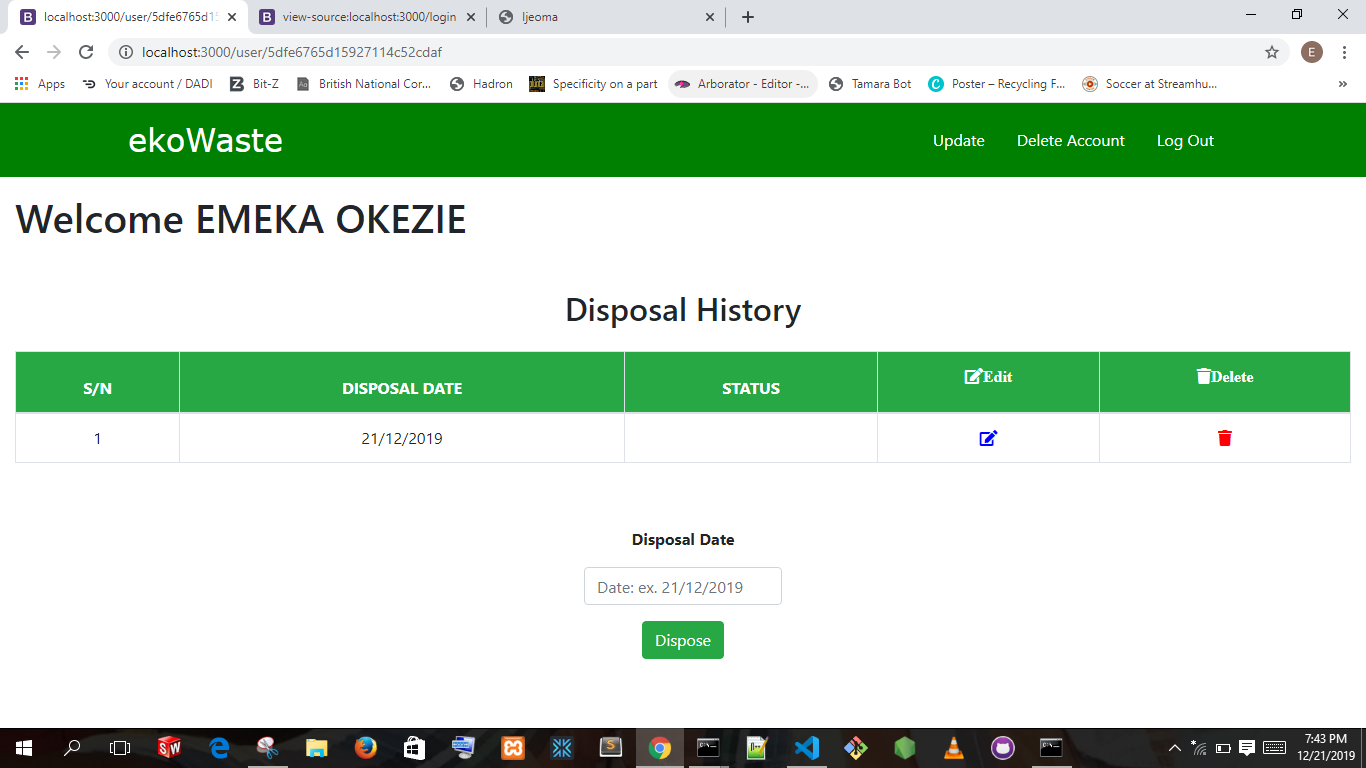 localhost:3000/user/5dfe6765d15
view-source:localhost:3000/login
Ijeoma
localhost:3000/user/5dfe6765d15927114c52cdaf
E
Apps
Your account / DADI
Bit-Z
British National Cor...
Hadron
Specificity on a part
Arborator - Editor -...
Tamara Bot
Poster – Recycling F...
Soccer at Streamhu...
ekoWaste
Update
Delete Account
Log Out
Welcome EMEKA OKEZIE
Disposal History
S/N
DISPOSAL DATE
STATUS
Edit
Delete
1
21/12/2019
Disposal Date
Date: ex. 21/12/2019
Dispose
7:43 PM
12/21/2019